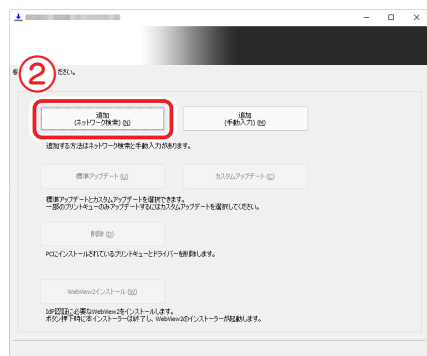 ②
ださい。
追加
(ネットワーク検索) (N)
追加
(手動入力) (M)
追加する方法はネットワーク検索と手動入力があります。
標準アップデート (U)
カスタムアップデート (C)
標準アップデートとカスタムアップデートを選択できます。
一部のプリントキューのみアップデートするにはカスタムアップデートを選択してください。
削除 (D)
PCにインストールされているプリントキューとドライバーを削除します。
WebView2インストール (W)
IdP認証に必要なWebView2をインストールします。
ボタン押下時に本インストーラーは終了し、WebView2のインストーラーが起動します。